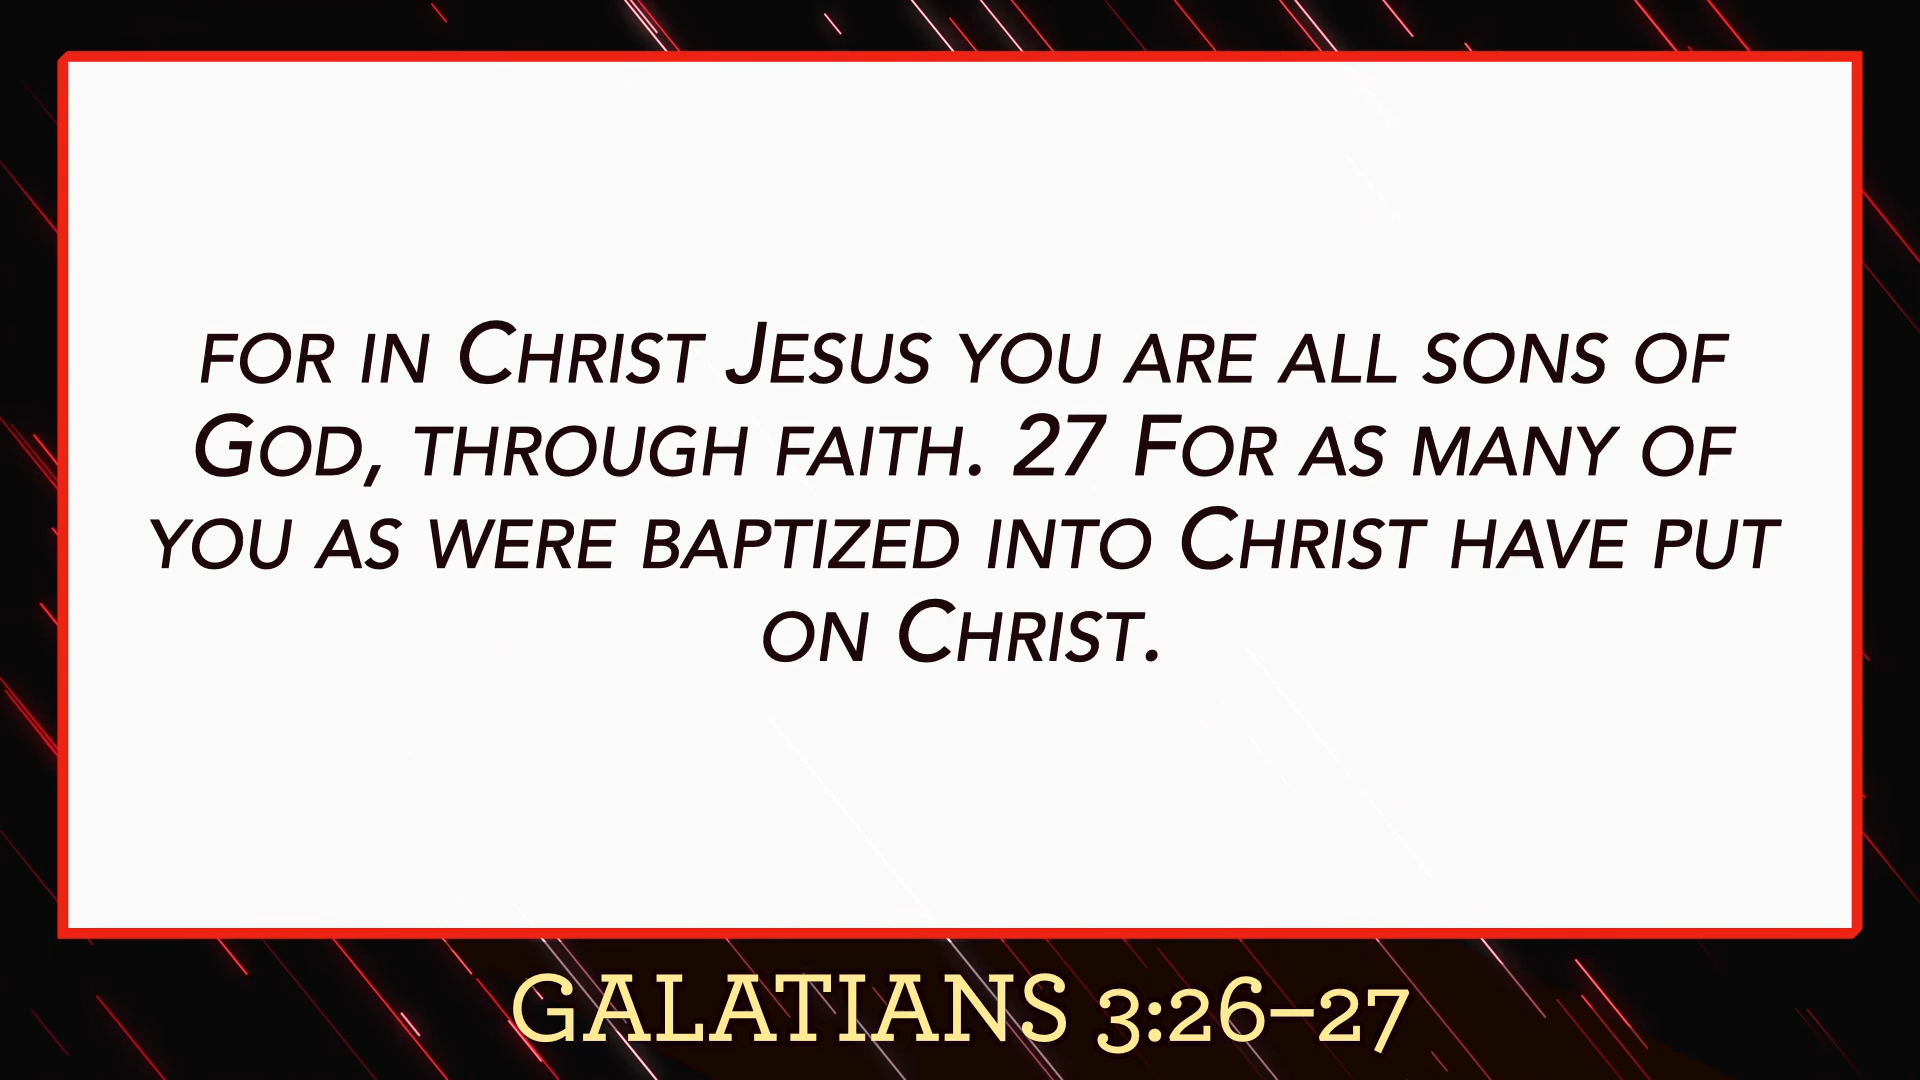 for in Christ Jesus you are all sons of
God, through faith. 27 For as many of
you as were baptized into Christ have put
on Christ.
GALATIANS 3:26–27